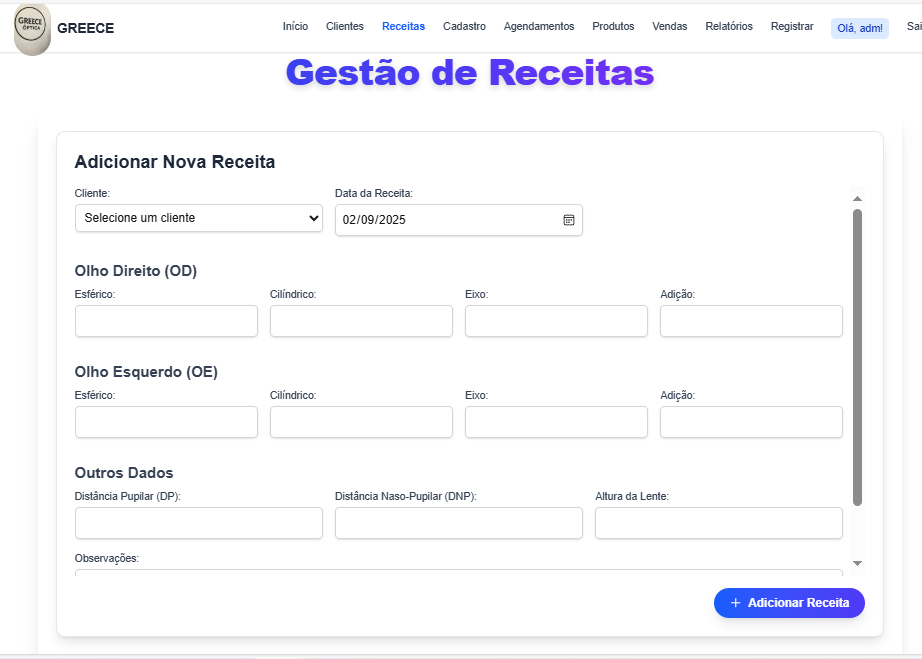 GREECE
ÓPTICA
GREECE
Início Clientes Receitas Cadastro Agendamentos Produtos Vendas Relatórios Registrar Olá, adm! Sai
Gestão de Receitas
Adicionar Nova Receita
Cliente: Data da Receita:
Selecione um cliente 02/09/2025
Olho Direito (OD)
Esférico: Cilíndrico: Eixo: Adição:
Olho Esquerdo (OE)
Esférico: Cilíndrico: Eixo: Adição:
Outros Dados
Distância Pupilar (DP): Distância Naso-Pupilar (DNP): Altura da Lente:
Observações:
+ Adicionar Receita